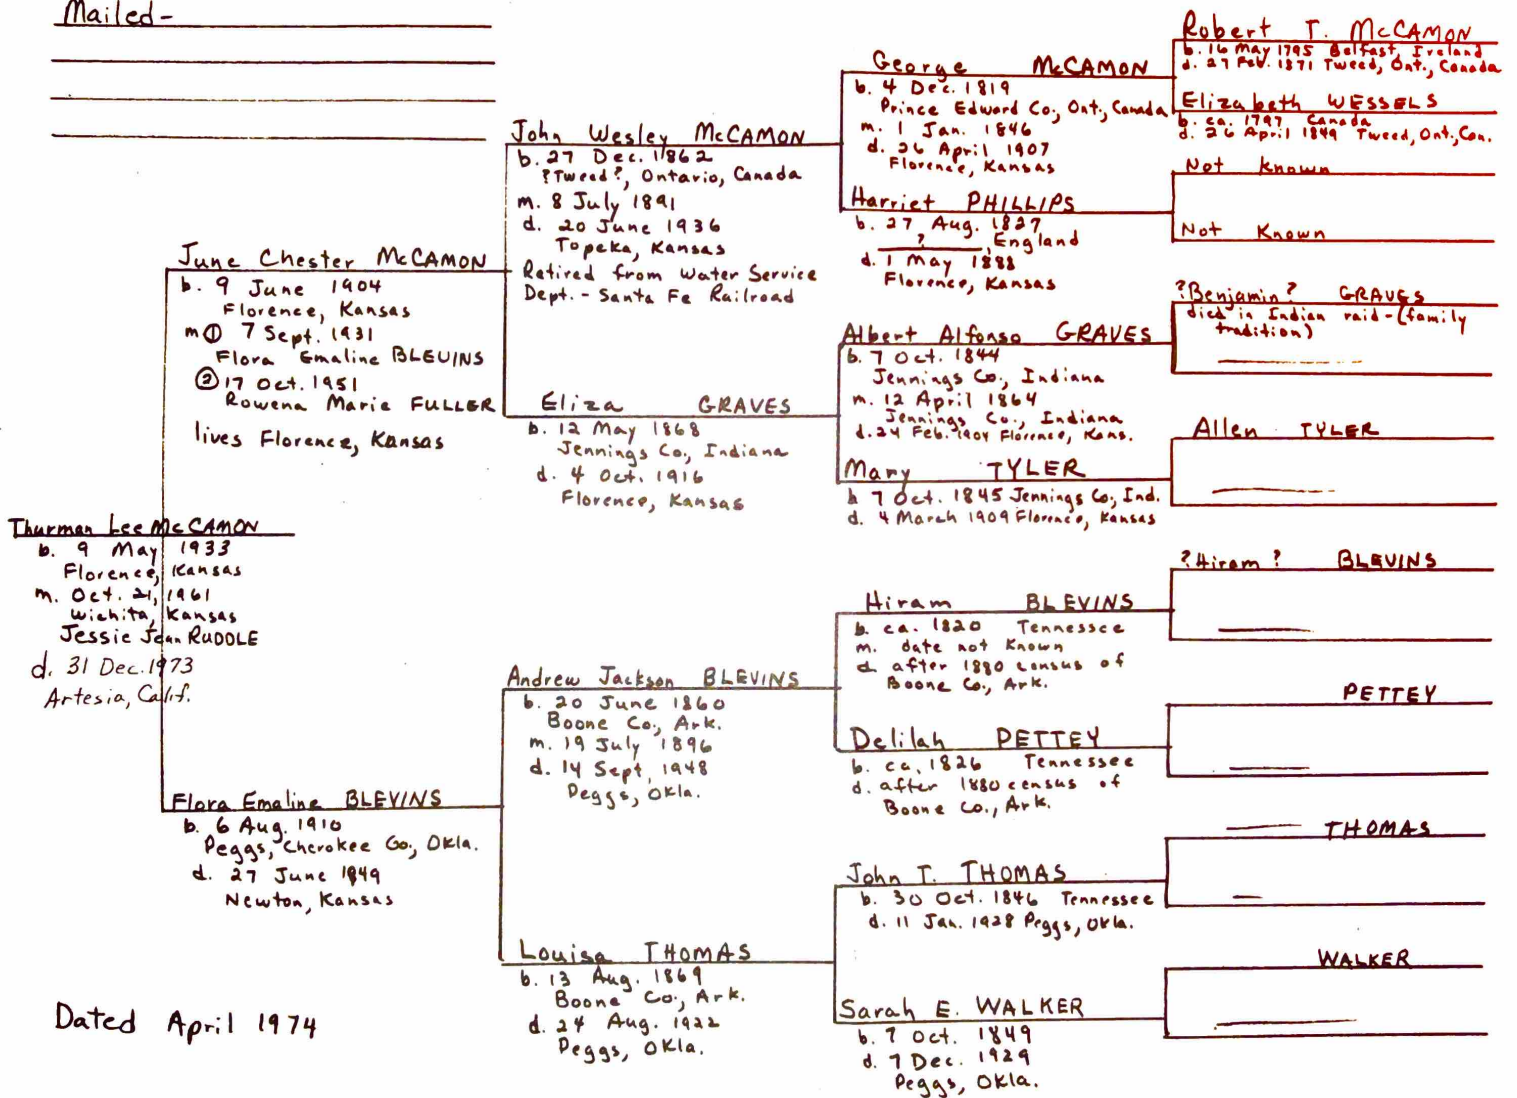 Mailed-
Thurman Lee McCAMON
b. 9 May 1933
Florence, Kansas
m. Oct. 21, 1961
Wichita, Kansas
Jessie Jean RUDDLE
d. 31 Dec. 1973
Artesia, Calif.
June Chester McCAMON
b. 9 June 1904
Florence, Kansas
m ① 7 Sept. 1931
Flora Emaline BLEVINS
② 17 Oct. 1951
Rowena Marie FULLER
lives Florence, Kansas
Flora Emaline BLEVINS
b. 6 Aug. 1910
Peggs, Cherokee Co., Okla.
d. 27 June 1949
Newton, Kansas
John Wesley McCAMON
b. 27 Dec. 1862
?Tweed?, Ontario, Canada
m. 8 July 1891
d. 20 June 1936
Topeka, Kansas
Retired from Water Service
Dept. - Santa Fe Railroad
Eliza GRAVES
b. 12 May 1868
Jennings Co., Indiana
d. 4 Oct. 1916
Florence, Kansas
Andrew Jackson BLEVINS
b. 20 June 1860
Boone Co., Ark.
m. 19 July 1896
d. 14 Sept. 1948
Peggs, Okla.
Louisa THOMAS
b. 13 Aug. 1869
Boone Co., Ark.
d. 24 Aug. 1922
Peggs, Okla.
George McCAMON
b. 4 Dec. 1819
Prince Edward Co., Ont., Canada
m. 1 Jan. 1846
d. 26 April 1907
Florence, Kansas
Harriet PHILLIPS
b. 27 Aug. 1827
?, England
d. 1 May 1888
Florence, Kansas
Albert Alfonso GRAVES
b. 7 Oct. 1844
Jennings Co., Indiana
m. 12 April 1864
Jennings Co., Indiana
d. 24 Feb. 1904 Florence, Kans.
Mary TYLER
b 7 Oct. 1845 Jennings Co., Ind.
d. 4 March 1909 Florence, Kansas
Hiram BLEVINS
b. ca. 1820 Tennessee
m. date not known
d. after 1880 census of
Boone Co., Ark.
Delilah PETTEY
b. ca. 1826 Tennessee
d. after 1880 census of
Boone Co., Ark.
John T. THOMAS
b. 30 Oct. 1846 Tennessee
d. 11 Jan. 1928 Peggs, Okla.
Sarah E. WALKER
b. 7 Oct. 1849
d. 7 Dec. 1929
Peggs, Okla.
Robert T. McCAMON
b. 16 May 1795 Belfast, Ireland
d. 27 Feb. 1871 Tweed, Ont., Canada
Elizabeth WESSELS
b. ca. 1797 Canada
d. 26 April 1849 Tweed, Ont., Can.
Not known
Not Known
?Benjamin? GRAVES
died in Indian raid - (family
tradition)
Allen TYLER
?Hiram? BLEVINS
PETTEY
THOMAS
WALKER
Dated April 1974